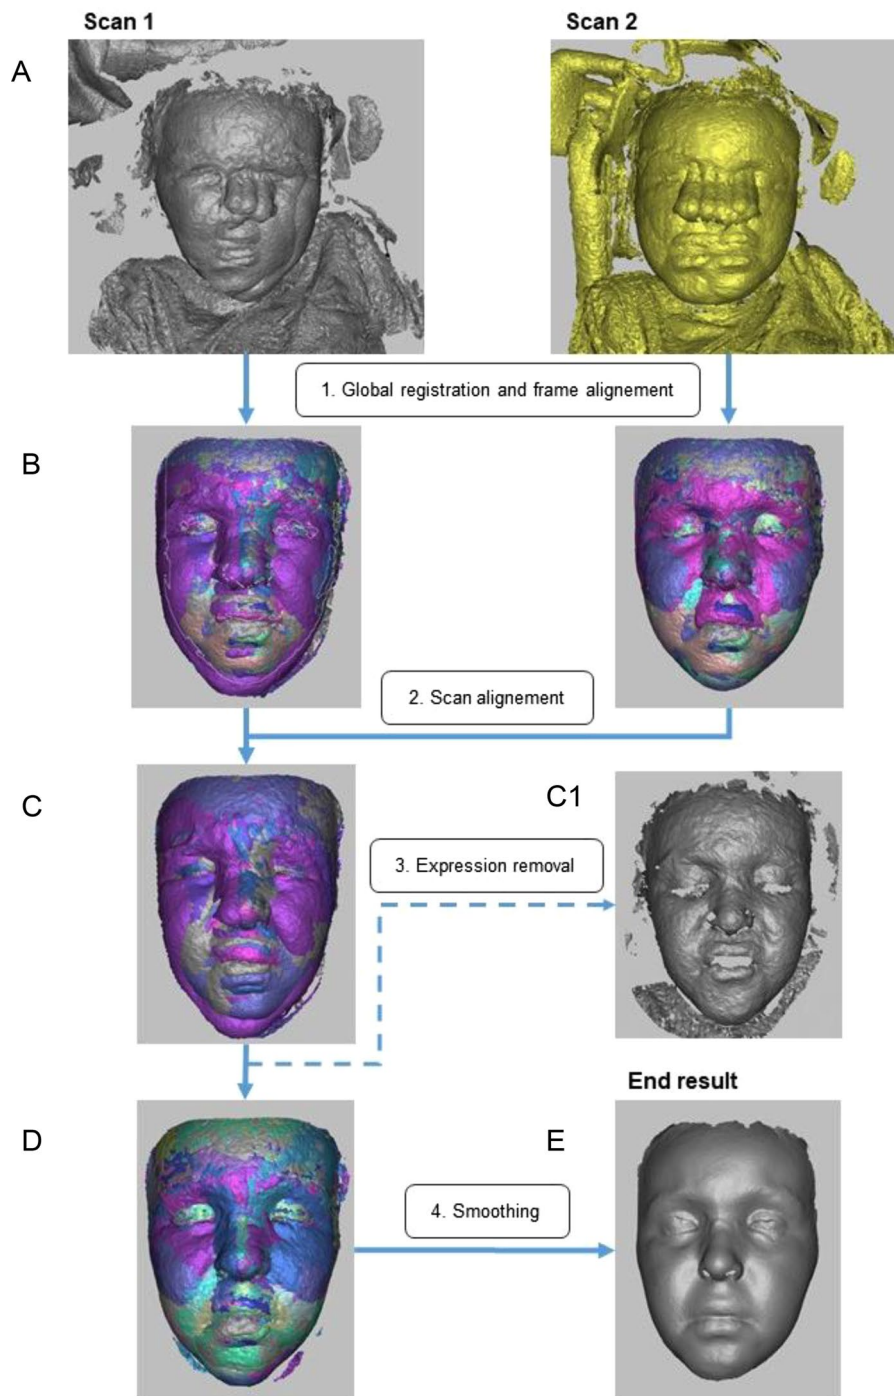 Scan 1
Scan 2
A
1. Global registration and frame alignement
B
2. Scan alignement
C
C1
3. Expression removal
End result
D
E
4. Smoothing